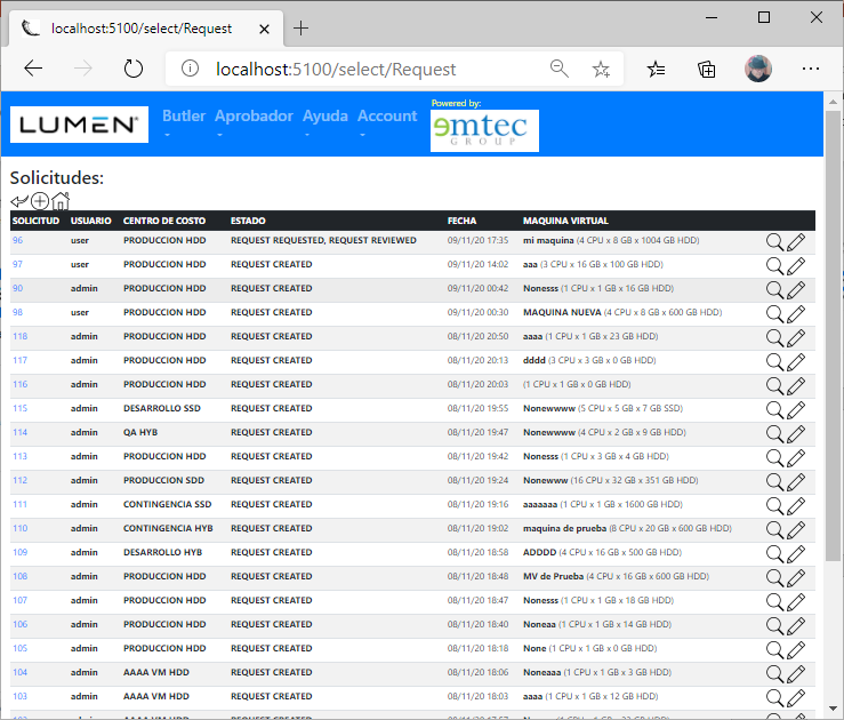 localhost:5100/select/Request
localhost:5100/select/Request
LUMEN®
Butler Aprobador Ayuda Account
Powered by:
emtec
GROUP
Solicitudes:
SOLICITUD USUARIO CENTRO DE COSTO ESTADO FECHA MAQUINA VIRTUAL
96 user PRODUCCION HDD REQUEST REQUESTED, REQUEST REVIEWED 09/11/20 17:35 mi maquina (4 CPU x 8 GB x 1004 GB HDD)
97 user PRODUCCION HDD REQUEST CREATED 09/11/20 14:02 aaa (3 CPU x 16 GB x 100 GB HDD)
90 admin PRODUCCION HDD REQUEST CREATED 09/11/20 00:42 Nonesss (1 CPU x 1 GB x 16 GB HDD)
98 user PRODUCCION HDD REQUEST CREATED 09/11/20 00:30 MAQUINA NUEVA (4 CPU x 8 GB x 600 GB HDD)
118 admin PRODUCCION HDD REQUEST CREATED 08/11/20 20:50 aaaa (1 CPU x 1 GB x 23 GB HDD)
117 admin PRODUCCION HDD REQUEST CREATED 08/11/20 20:13 dddd (3 CPU x 3 GB x 0 GB HDD)
116 admin PRODUCCION HDD REQUEST CREATED 08/11/20 20:03 (1 CPU x 1 GB x 0 GB HDD)
115 admin DESARROLLO SSD REQUEST CREATED 08/11/20 19:55 Nonewwww (5 CPU x 5 GB x 7 GB SSD)
114 admin QA HYB REQUEST CREATED 08/11/20 19:47 Nonewwww (4 CPU x 2 GB x 9 GB HDD)
113 admin PRODUCCION HDD REQUEST CREATED 08/11/20 19:42 Nonesss (1 CPU x 3 GB x 4 GB HDD)
112 admin PRODUCCION SDD REQUEST CREATED 08/11/20 19:24 Nonewww (16 CPU x 32 GB x 351 GB HDD)
111 admin CONTINGENCIA SSD REQUEST CREATED 08/11/20 19:16 aaaaaaa (1 CPU x 1 GB x 1600 GB HDD)
110 admin CONTINGENCIA HYB REQUEST CREATED 08/11/20 19:02 maquina de prueba (8 CPU x 20 GB x 600 GB HDD)
109 admin DESARROLLO HYB REQUEST CREATED 08/11/20 18:58 ADDDD (4 CPU x 16 GB x 500 GB HDD)
108 admin PRODUCCION HDD REQUEST CREATED 08/11/20 18:48 MV de Prueba (4 CPU x 16 GB x 600 GB HDD)
107 admin PRODUCCION HDD REQUEST CREATED 08/11/20 18:47 Nonesss (1 CPU x 1 GB x 18 GB HDD)
106 admin PRODUCCION HDD REQUEST CREATED 08/11/20 18:40 Noneaa (1 CPU x 1 GB x 14 GB HDD)
105 admin PRODUCCION HDD REQUEST CREATED 08/11/20 18:18 None (1 CPU x 1 GB x 0 GB HDD)
104 admin AAAA VM HDD REQUEST CREATED 08/11/20 18:06 Noneaaa (1 CPU x 1 GB x 3 GB HDD)
103 admin AAAA VM HDD REQUEST CREATED 08/11/20 18:03 aaaa (1 CPU x 1 GB x 12 GB HDD)